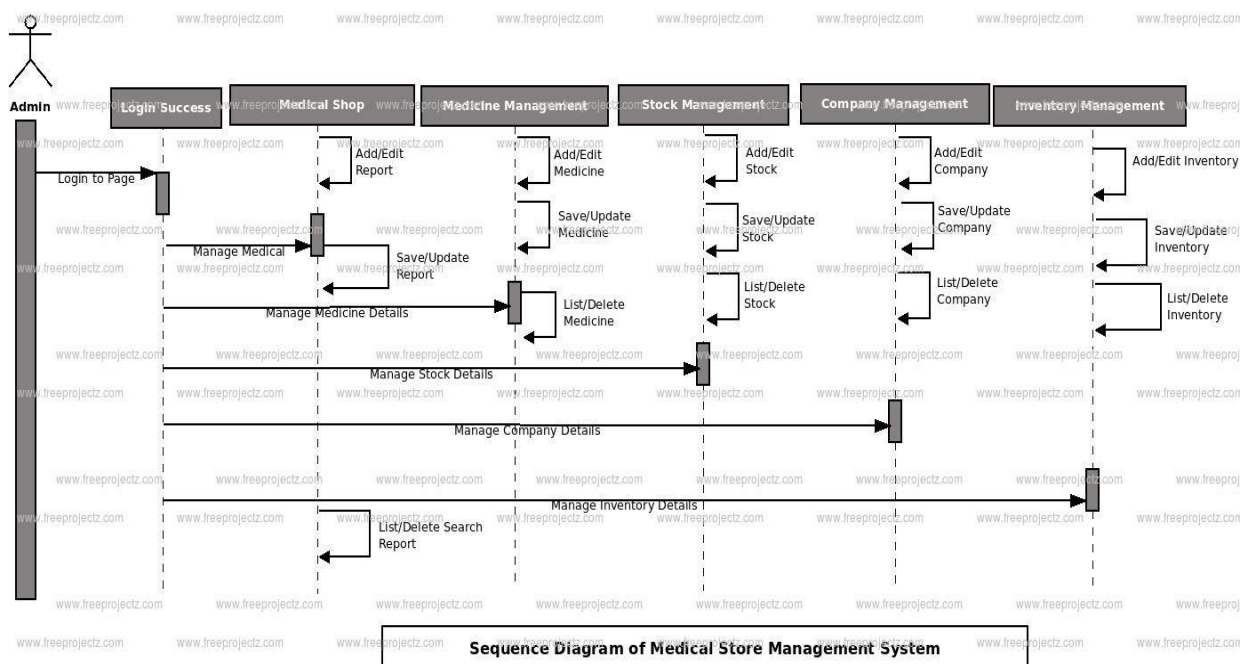 Admin
Login Success
Medical Shop
Medicine Management
Stock Management
Company Management
Inventory Management
Add/Edit
Report
Add/Edit
Medicine
Add/Edit
Stock
Add/Edit
Company
Add/Edit Inventory
Login to Page
Save/Update
Medicine
Save/Update
Stock
Save/Update
Company
Save/Update
Inventory
Manage Medical
Save/Update
Report
List/Delete
Medicine
List/Delete
Stock
List/Delete
Company
List/Delete
Inventory
Manage Medicine Details
Manage Stock Details
Manage Company Details
Manage Inventory Details
List/Delete Search
Report
Sequence Diagram of Medical Store Management System
www.freeprojectz.com